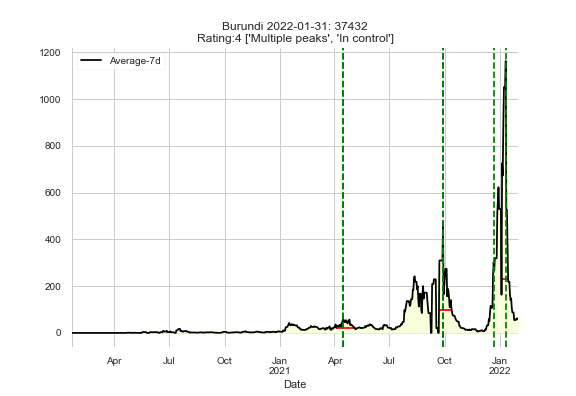 Burundi 2022-01-31: 37432
Rating:4 ['Multiple peaks', 'In control']
Average-7d
1200
1000
800
600
400
200
0
Apr Jul Oct Jan Apr Jul Oct Jan
2021 2022
Date